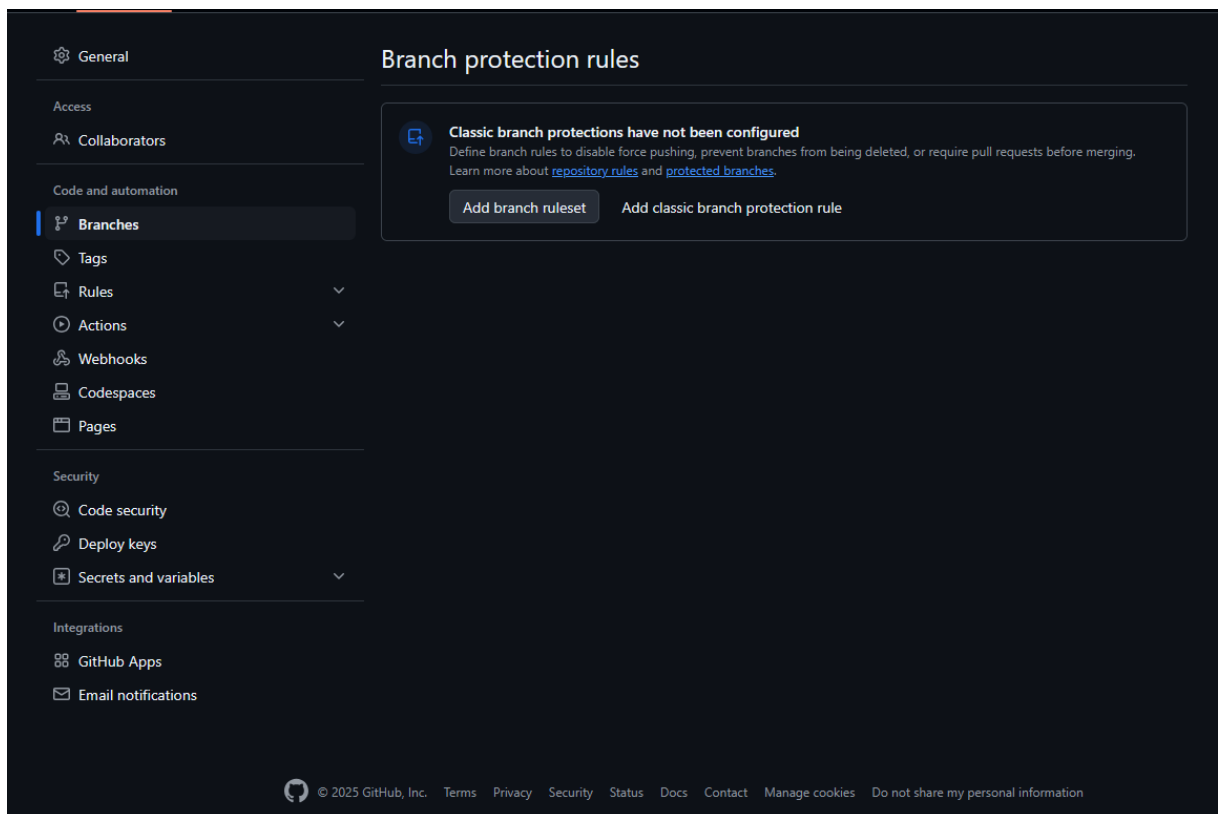 General
Access
Collaborators
Code and automation
Branches
Tags
Rules
Actions
Webhooks
Codespaces
Pages
Security
Code security
Deploy keys
Secrets and variables
Integrations
GitHub Apps
Email notifications
Branch protection rules
Classic branch protections have not been configured
Define branch rules to disable force pushing, prevent branches from being deleted, or require pull requests before merging.
Learn more about repository rules and protected branches.
Add branch ruleset Add classic branch protection rule
© 2025 GitHub, Inc. Terms Privacy Security Status Docs Contact Manage cookies Do not share my personal information